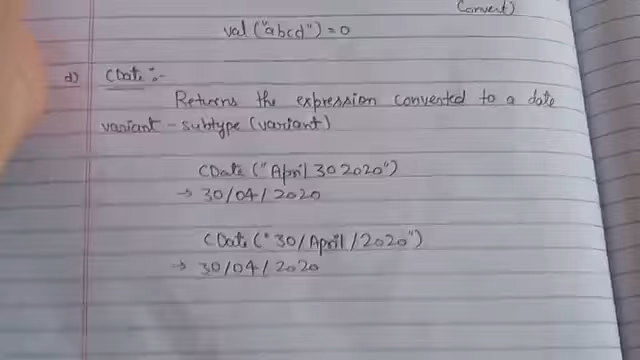 Convert)
val ("abcd") = 0
d) CDate :-
Returns the expression converted to a date
variant - subtype (variant)
CDate ("April 30 2020")
→ 30/04/2020
CDate ("30/April/2020")
→ 30/04/2020